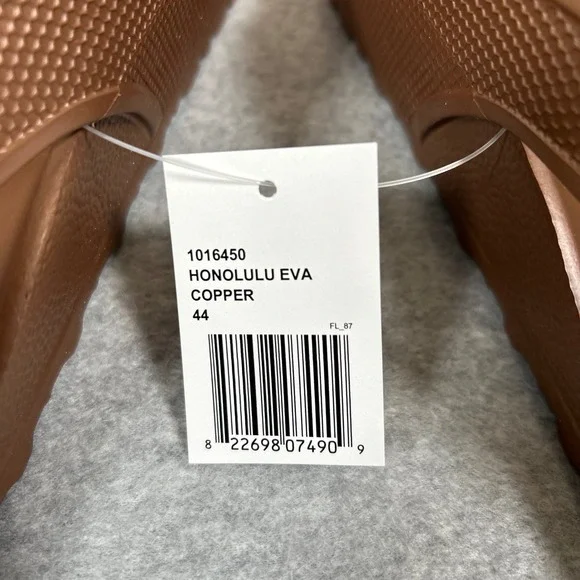 1016450
HONOLULU EVA
COPPER
44
FL_87
8 22698 07490 9